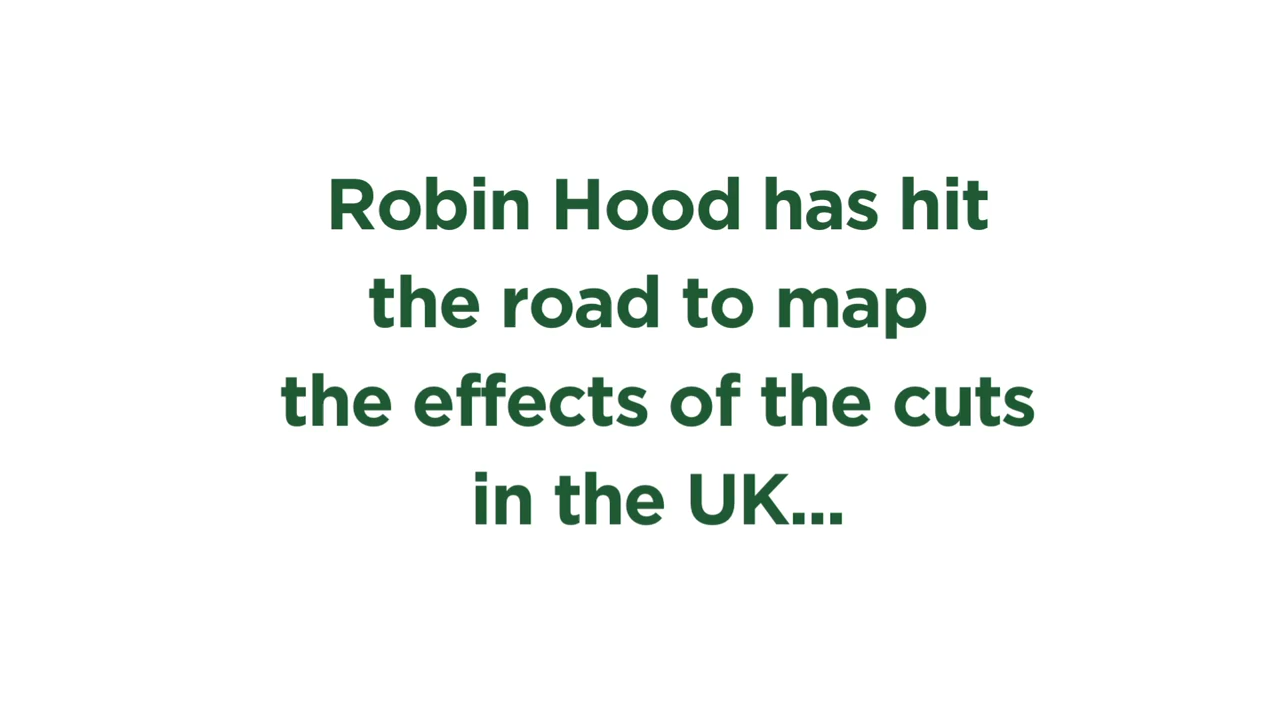 Robin Hood has hit
the road to map
the effects of the cuts
in the UK...